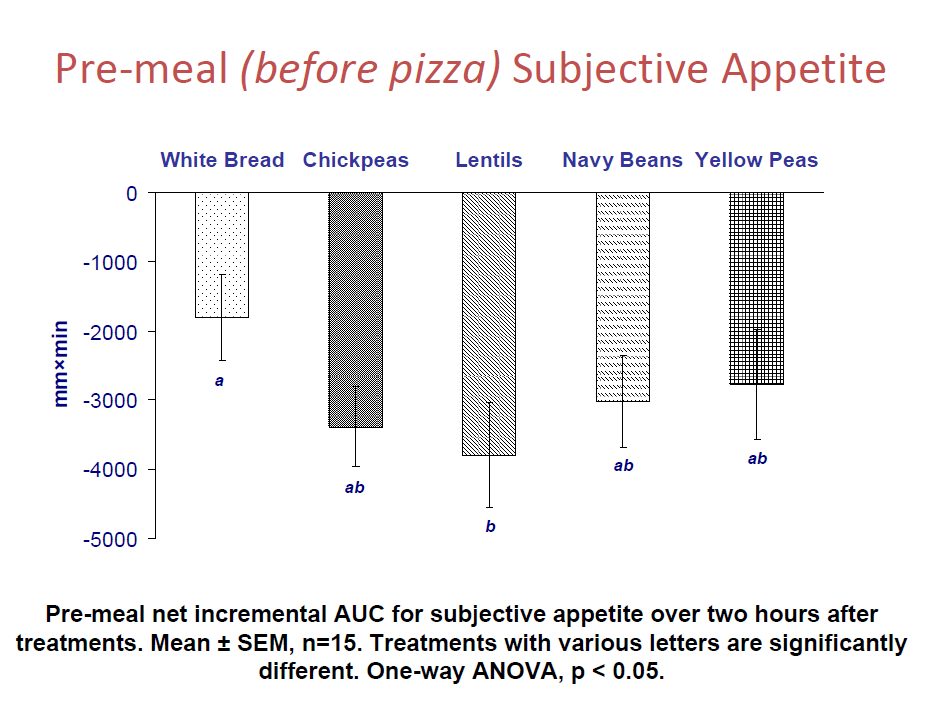 Pre-meal (before pizza) Subjective Appetite
White Bread Chickpeas Lentils Navy Beans Yellow Peas
0
-1000
-2000
-3000
-4000
-5000
mm×min
a
ab
b
ab
ab
Pre-meal net incremental AUC for subjective appetite over two hours after
treatments. Mean ± SEM, n=15. Treatments with various letters are significantly
different. One-way ANOVA, p < 0.05.